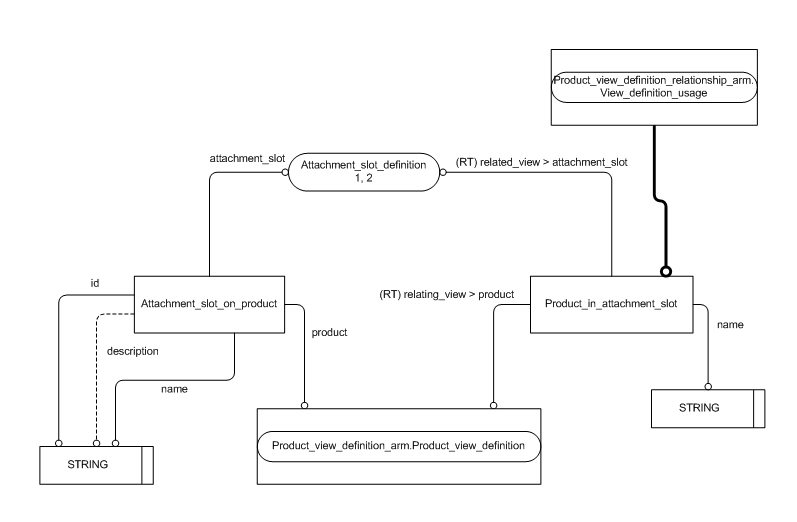 Product_view_definition_relationship_arm.
View_definition_usage
attachment_slot
Attachment_slot_definition
1, 2
(RT) related_view > attachment_slot
id
Attachment_slot_on_product
(RT) relating_view > product
Product_in_attachment_slot
description
product
name
name
STRING
Product_view_definition_arm.Product_view_definition
STRING